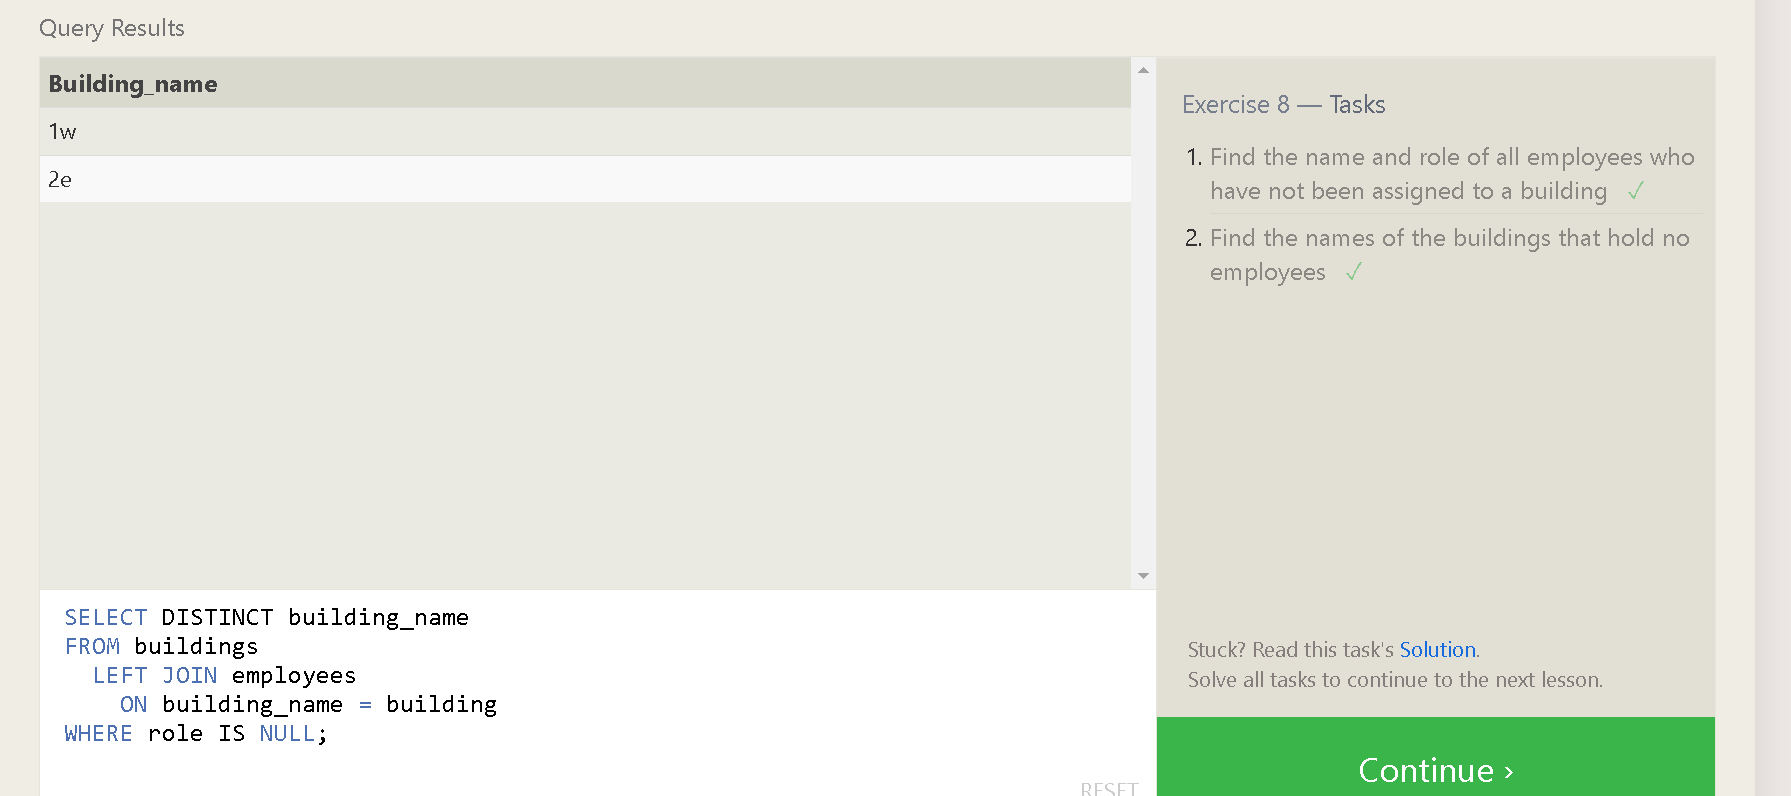 Query Results
Building_name
1w
2e
SELECT DISTINCT building_name
FROM buildings
  LEFT JOIN employees
    ON building_name = building
WHERE role IS NULL;
RESET
Exercise 8 — Tasks
1. Find the name and role of all employees who
have not been assigned to a building ✓
2. Find the names of the buildings that hold no
employees ✓
Stuck? Read this task's Solution.
Solve all tasks to continue to the next lesson.
Continue ›